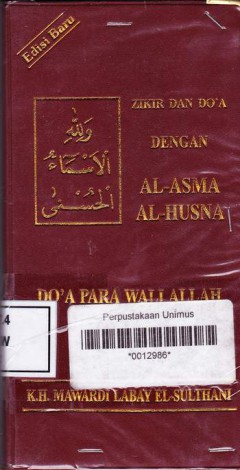 Edisi Baru
ZIKIR DAN DO'A
وَلِلّٰهِ
الْاَسْمَاءُ
الْحُسْنٰى
DENGAN
AL-ASMA
AL-HUSNA
DO'A PARA WALI ALLAH
Perpustakaan Unimus
*0012986*
K.H. MAWARDI LABAY EL-SULTHANI